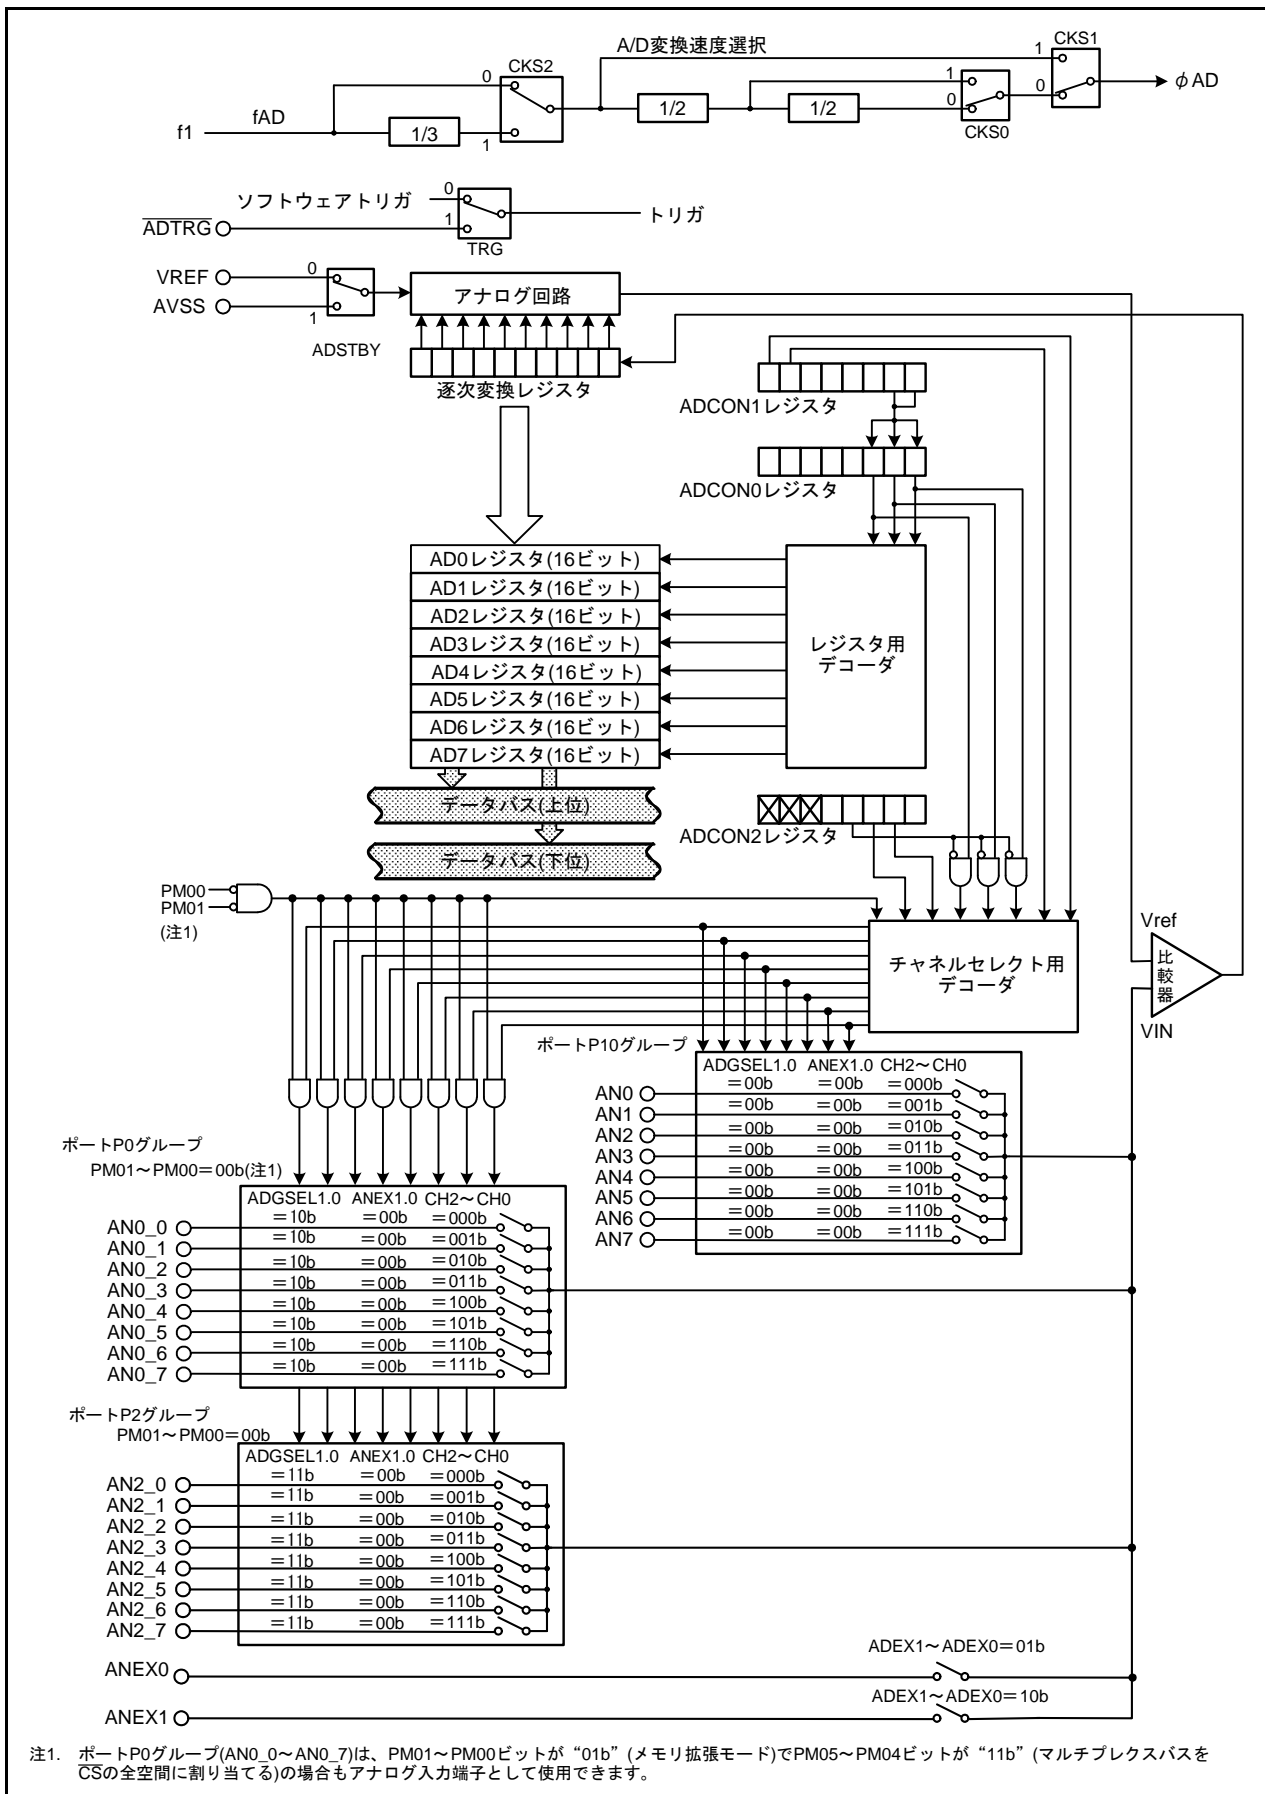 A/D変換速度選択
CKS1
CKS2
0
1
fAD
f1
1/3
1
1/2
1/2
1
0
CKS0
0
φAD
ソフトウェアトリガ
0
ADTRG
1
TRG
トリガ
VREF
0
AVSS
1
ADSTBY
アナログ回路
逐次変換レジスタ
ADCON1レジスタ
ADCON0レジスタ
AD0レジスタ(16ビット)
AD1レジスタ(16ビット)
AD2レジスタ(16ビット)
AD3レジスタ(16ビット)
AD4レジスタ(16ビット)
AD5レジスタ(16ビット)
AD6レジスタ(16ビット)
AD7レジスタ(16ビット)
レジスタ用
デコーダ
データバス(上位)
データバス(下位)
ADCON2レジスタ
PM00
PM01
(注1)
チャネルセレクト用
デコーダ
Vref
比較器
VIN
ポートP10グループ
ADGSEL1.0 ANEX1.0 CH2～CH0
AN0 ＝00b ＝00b ＝000b
AN1 ＝00b ＝00b ＝001b
AN2 ＝00b ＝00b ＝010b
AN3 ＝00b ＝00b ＝011b
AN4 ＝00b ＝00b ＝100b
AN5 ＝00b ＝00b ＝101b
AN6 ＝00b ＝00b ＝110b
AN7 ＝00b ＝00b ＝111b
ポートP0グループ
PM01～PM00＝00b(注1)
ADGSEL1.0 ANEX1.0 CH2～CH0
AN0_0 ＝10b ＝00b ＝000b
AN0_1 ＝10b ＝00b ＝001b
AN0_2 ＝10b ＝00b ＝010b
AN0_3 ＝10b ＝00b ＝011b
AN0_4 ＝10b ＝00b ＝100b
AN0_5 ＝10b ＝00b ＝101b
AN0_6 ＝10b ＝00b ＝110b
AN0_7 ＝10b ＝00b ＝111b
ポートP2グループ
PM01～PM00＝00b
ADGSEL1.0 ANEX1.0 CH2～CH0
AN2_0 ＝11b ＝00b ＝000b
AN2_1 ＝11b ＝00b ＝001b
AN2_2 ＝11b ＝00b ＝010b
AN2_3 ＝11b ＝00b ＝011b
AN2_4 ＝11b ＝00b ＝100b
AN2_5 ＝11b ＝00b ＝101b
AN2_6 ＝11b ＝00b ＝110b
AN2_7 ＝11b ＝00b ＝111b
ADEX1～ADEX0＝01b
ANEX0
ADEX1～ADEX0＝10b
ANEX1
注1. ポートP0グループ(AN0_0～AN0_7)は、PM01～PM00ビットが“01b”(メモリ拡張モード)でPM05～PM04ビットが“11b”(マルチプレクスバスを
CSの全空間に割り当てる)の場合もアナログ入力端子として使用できます。